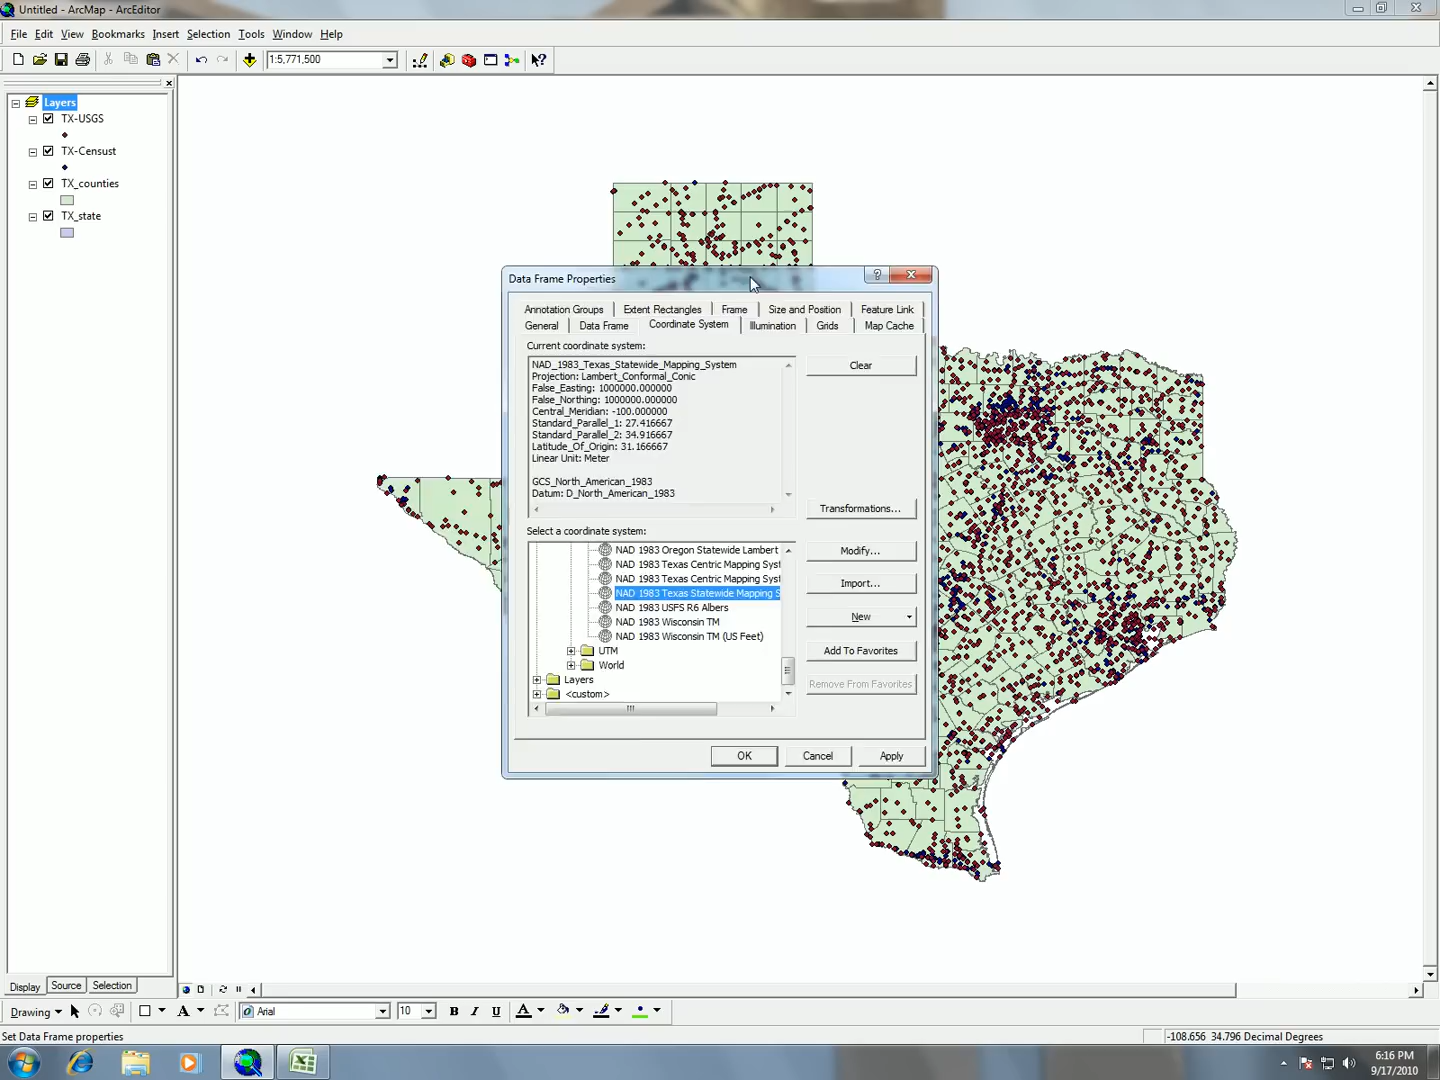 Untitled - ArcMap - ArcEditor
File Edit View Bookmarks Insert Selection Tools Window Help
1:5,771,500
Layers
TX-USGS
TX-Censust
TX_counties
TX_state
Data Frame Properties
Annotation Groups Extent Rectangles Frame Size and Position Feature Link
General Data Frame Coordinate System Illumination Grids Map Cache
Current coordinate system:
NAD_1983_Texas_Statewide_Mapping_System
Projection: Lambert_Conformal_Conic
False_Easting: 1000000.000000
False_Northing: 1000000.000000
Central_Meridian: -100.000000
Standard_Parallel_1: 27.416667
Standard_Parallel_2: 34.916667
Latitude_Of_Origin: 31.166667
Linear Unit: Meter
GCS_North_American_1983
Datum: D_North_American_1983
Clear
Transformations...
Select a coordinate system:
NAD 1983 Oregon Statewide Lambert
NAD 1983 Texas Centric Mapping Syst
NAD 1983 Texas Centric Mapping Syst
NAD 1983 Texas Statewide Mapping S
NAD 1983 USFS R6 Albers
NAD 1983 Wisconsin TM
NAD 1983 Wisconsin TM (US Feet)
UTM
World
Layers
<custom>
Modify...
Import...
New
Add To Favorites
Remove From Favorites
OK Cancel Apply
Display Source Selection
Drawing A Arial 10 B I U A
Set Data Frame properties
-108.656 34.796 Decimal Degrees
6:16 PM
9/17/2010